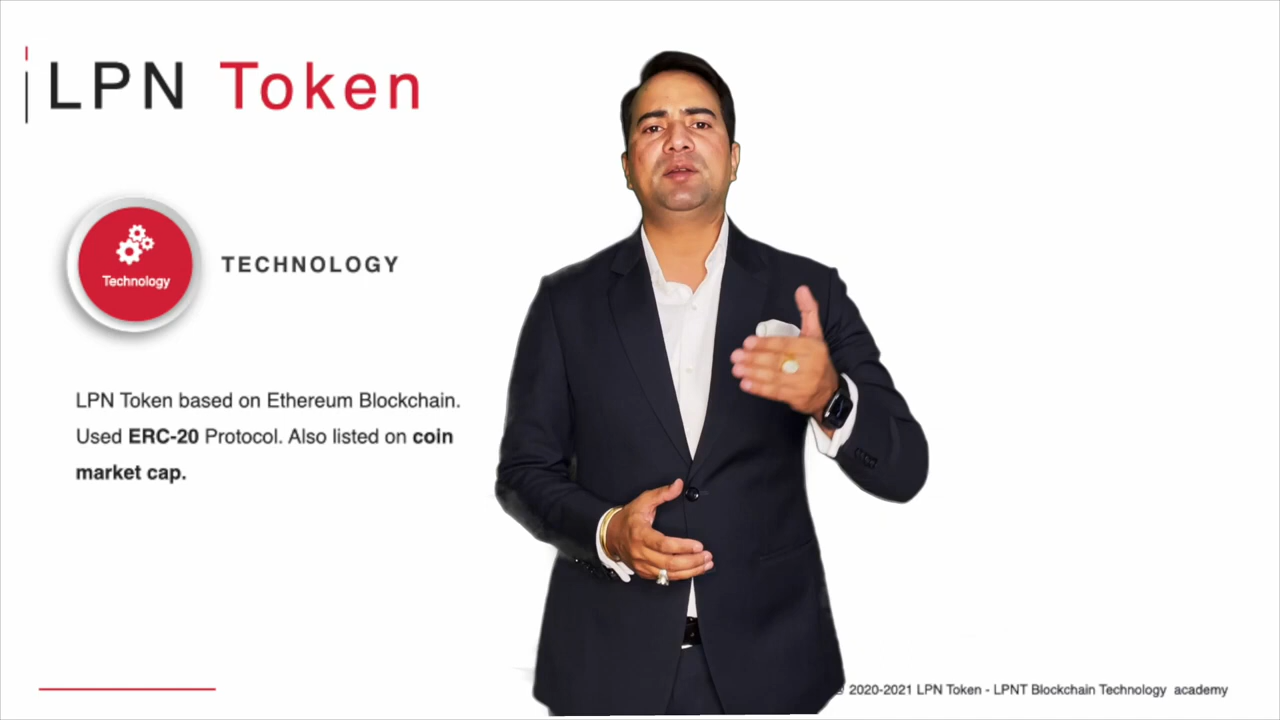 LPN Token
Technology
TECHNOLOGY
LPN Token based on Ethereum Blockchain.
Used ERC-20 Protocol. Also listed on coin
market cap.
2020-2021 LPN Token - LPNT Blockchain Technology academy